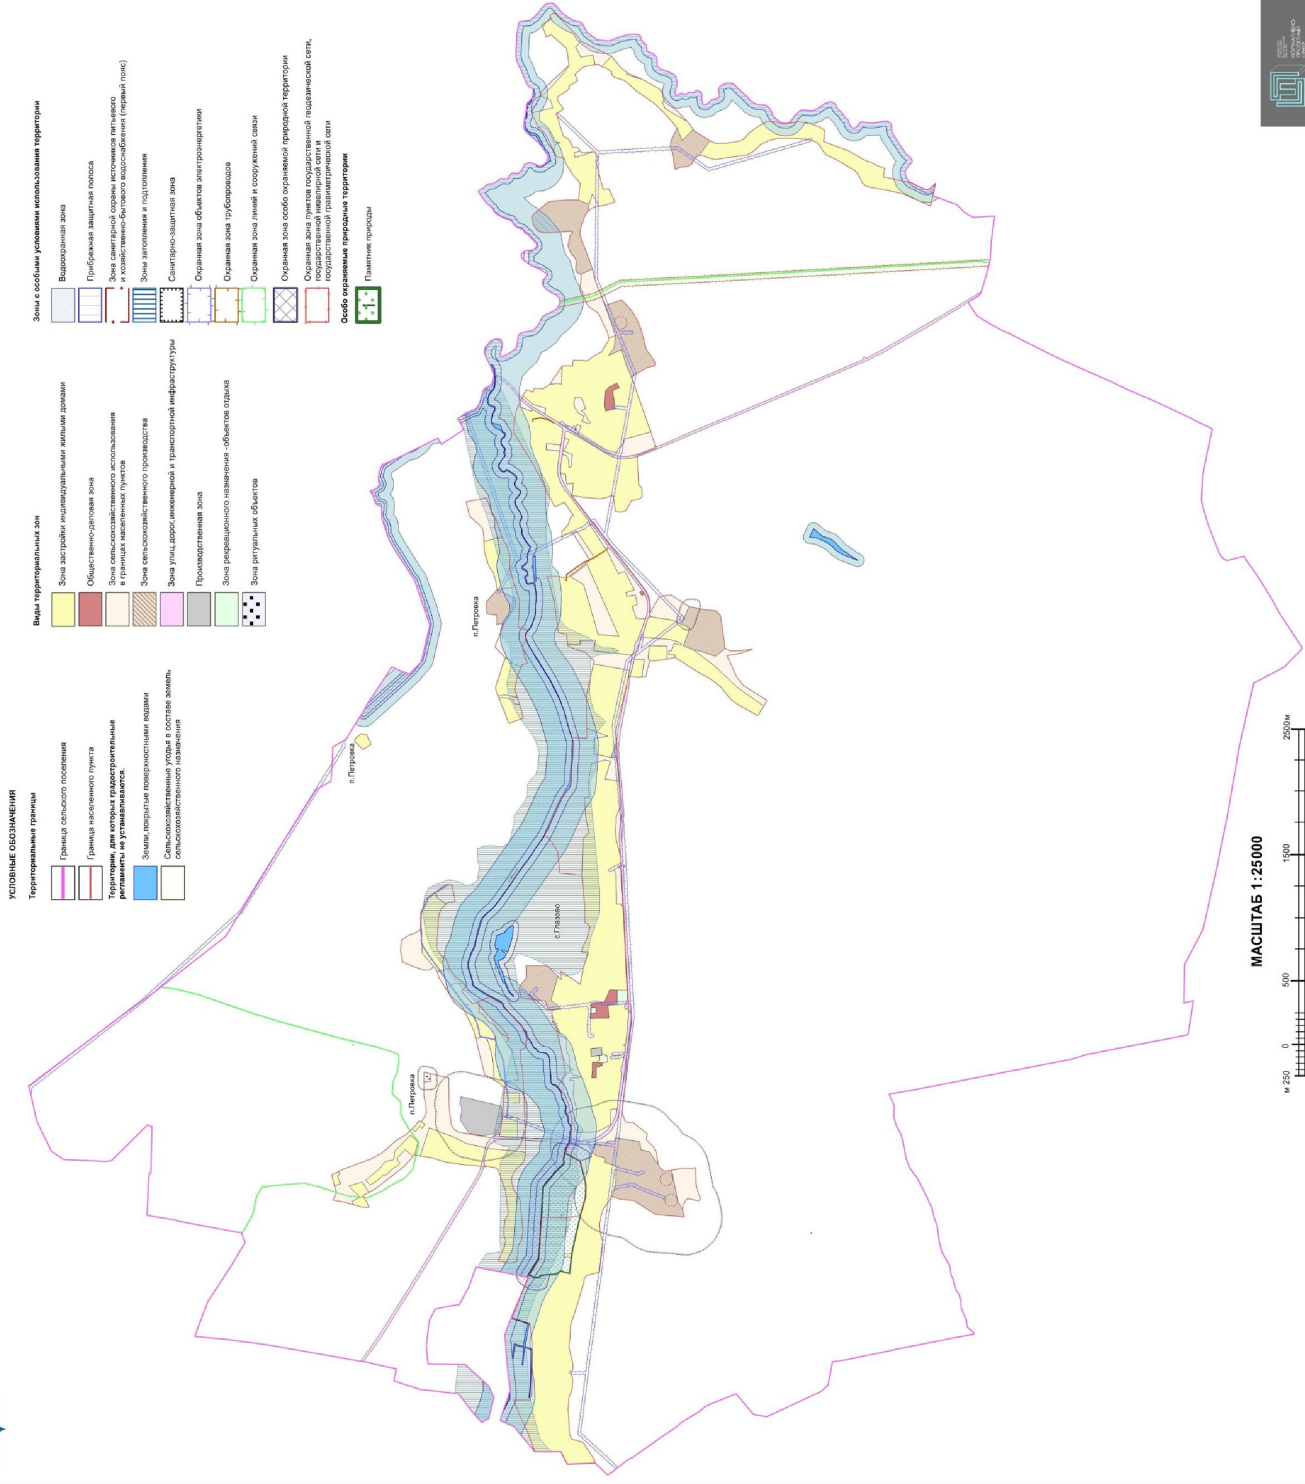 УСЛОВНЫЕ ОБОЗНАЧЕНИЯ
Территориальные границы
Граница сельского поселения
Граница населенного пункта
Территории, для которых градостроительные
регламенты не устанавливаются.
Земли, покрытые поверхностными водами
Сельскохозяйственные угодья в составе земель
сельскохозяйственного назначения
Виды территориальных зон
Зона застройки индивидуальными жилыми домами
Общественно-деловая зона
Зона сельскохозяйственного использования
в границах населенных пунктов
Зона сельскохозяйственного производства
Зона улиц, дорог, инженерной и транспортной инфраструктуры
Производственная зона
Зона рекреационного назначения -объектов отдыха
Зона ритуальных объектов
Зоны с особыми условиями использования территории
Водоохранная зона
Прибрежная защитная полоса
Зона санитарной охраны источников питьевого
и хозяйственно-бытового водоснабжения (первый пояс)
Зоны затопления и подтопления
Санитарно-защитная зона
Охранная зона объектов электроэнергетики
Охранная зона трубопроводов
Охранная зона линий и сооружений связи
Охранная зона особо охраняемой природной территории
Охранная зона пунктов государственной геодезической сети,
государственной нивелирной сети и
государственной гравиметрической сети
Особо охраняемые природные территории
1
Памятник природы
п.Петровка
п.Петровка
п.Петровка
с.Глазово
МАСШТАБ 1:25000
м 250 0 500 1500 2500м